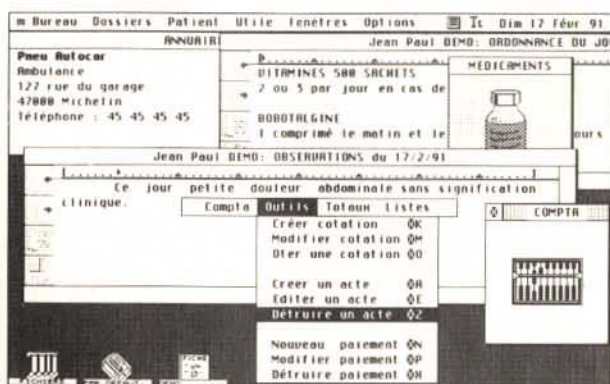 m Bureau Dossiers Patient Utile Fenêtres Options Dim 17 Févr 91
ANNUAIR
Pneu Autocar
Ambulance
127 rue du garage
47000 Michelin
Téléphone : 45 45 45 45
Jean Paul DEMO: ORDONNANCE DU JO
VITAMINES 500 SACHETS
2 ou 3 par jour en cas de
BOBOTALGINE
1 comprimé le matin et le
ours
MEDICAMENTS
Jean Paul DEMO: OBSERVATIONS du 17/2/91
Ce jour petite douleur abdominale sans signification
clinique.
Compta Outils Totaux Listes
Créer cotation ◊K
Modifier cotation ◊M
Oter une cotation ◊O
Creer un acte ◊A
Editer un acte ◊E
Détruire un acte ◊Z
Nouveau paiement ◊N
Modifier paiement ◊P
Détruire paiement ◊H
COMPTA
FICHIERS
FICHE